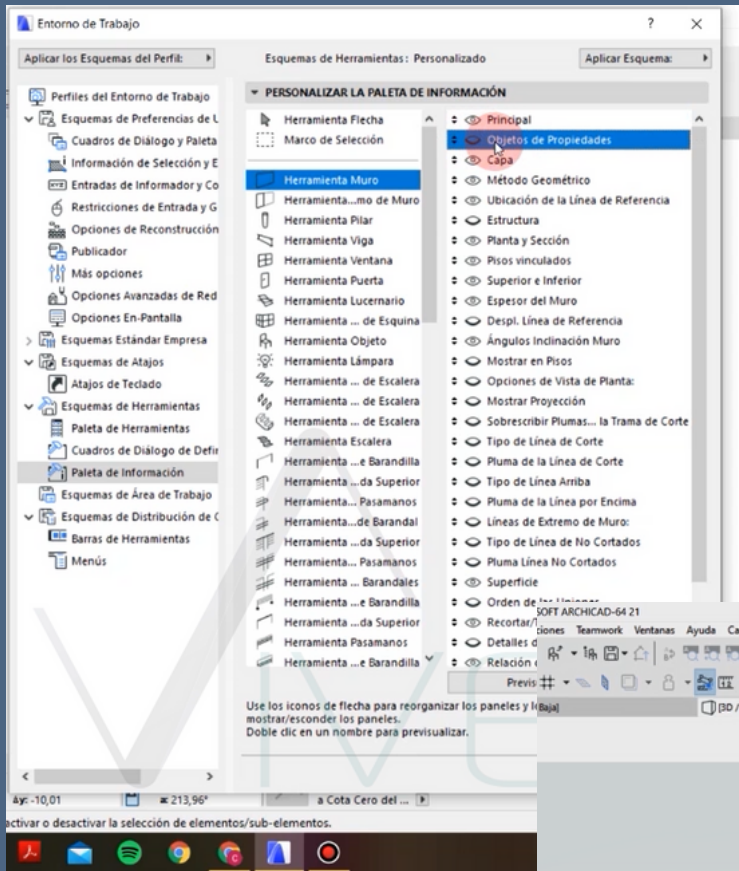 Entorno de Trabajo
Aplicar los Esquemas del Perfil:
Esquemas de Herramientas: Personalizado
Aplicar Esquema:
Perfiles del Entorno de Trabajo
Esquemas de Preferencias de U
Cuadros de Diálogo y Paleta
Información de Selección y E
Entradas de Informador y Co
Restricciones de Entrada y G
Opciones de Reconstrucción
Publicador
Más opciones
Opciones Avanzadas de Red
Opciones En-Pantalla
Esquemas Estándar Empresa
Esquemas de Atajos
Atajos de Teclado
Esquemas de Herramientas
Paleta de Herramientas
Cuadros de Diálogo de Defin
Paleta de Información
Esquemas de Área de Trabajo
Esquemas de Distribución de C
Barras de Herramientas
Menús
PERSONALIZAR LA PALETA DE INFORMACIÓN
Herramienta Flecha
Marco de Selección
Herramienta Muro
Herramienta...mo de Muro
Herramienta Pilar
Herramienta Viga
Herramienta Ventana
Herramienta Puerta
Herramienta Lucernario
Herramienta ... de Esquina
Herramienta Objeto
Herramienta Lámpara
Herramienta ... de Escalera
Herramienta ... de Escalera
Herramienta ... de Escalera
Herramienta Escalera
Herramienta ...e Barandilla
Herramienta ...da Superior
Herramienta... Pasamanos
Herramienta...de Barandal
Herramienta ...da Superior
Herramienta ... Pasamanos
Herramienta ... Barandales
Herramienta ...e Barandilla
Herramienta ...da Superior
Herramienta Pasamanos
Herramienta ...e Barandilla
Principal
Objetos de Propiedades
Capa
Método Geométrico
Ubicación de la Línea de Referencia
Estructura
Planta y Sección
Pisos vinculados
Superior e Inferior
Espesor del Muro
Despl. Línea de Referencia
Ángulos Inclinación Muro
Mostrar en Pisos
Opciones de Vista de Planta:
Mostrar Proyección
Sobrescribir Plumas... la Trama de Corte
Tipo de Línea de Corte
Pluma de la Línea de Corte
Tipo de Línea Arriba
Pluma de la Línea por Encima
Líneas de Extremo de Muro:
Tipo de Línea de No Cortados
Pluma Línea No Cortados
Superficie
Orden de las Uniones
Recortar/
Detalles d
Relación
Previs
Use los iconos de flecha para reorganizar los paneles y l
mostrar/esconder los paneles.
Doble clic en un nombre para previsualizar.
SOFT ARCHICAD-64 21
ciones Teamwork Ventanas Ayuda Ca
Baja]
[3D /
VIVE
Δy: -10,01
α: 213,96°
a Cota Cero del ...
activar o desactivar la selección de elementos/sub-elementos.